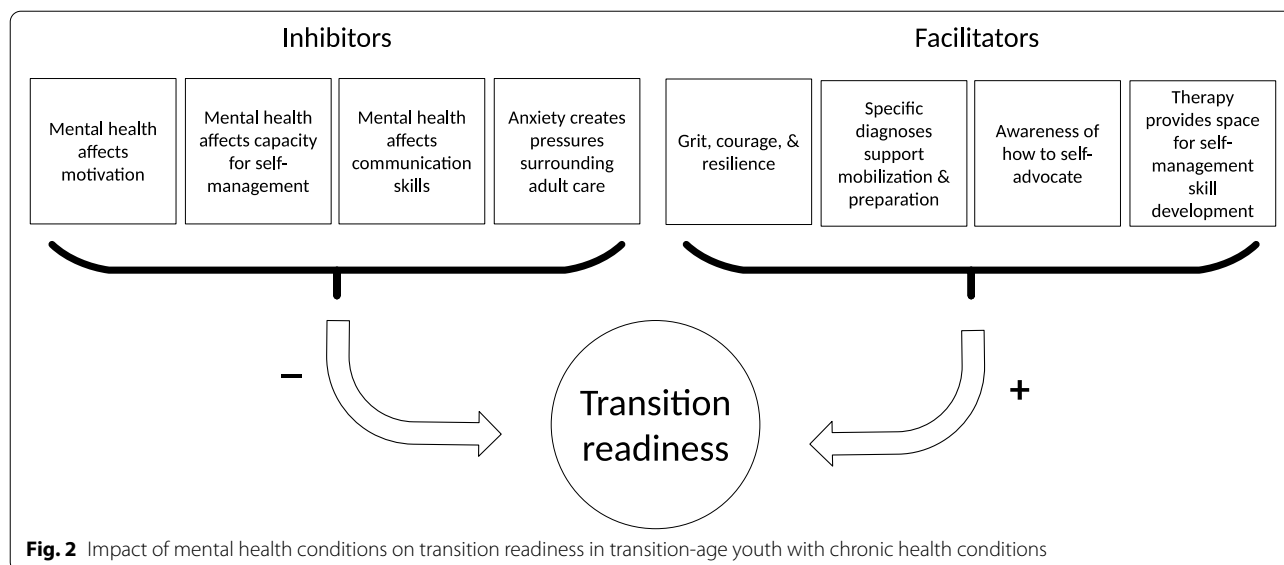 Inhibitors
Facilitators
Mental health
affects
motivation
Mental health
affects capacity
for self-
management
Mental health
affects
communication
skills
Anxiety creates
pressures
surrounding
adult care
Grit, courage, &
resilience
Specific
diagnoses
support
mobilization &
preparation
Awareness of
how to self-
advocate
Therapy
provides space
for self-
management
skill
development
–
+
Transition
readiness
Fig. 2 Impact of mental health conditions on transition readiness in transition-age youth with chronic health conditions